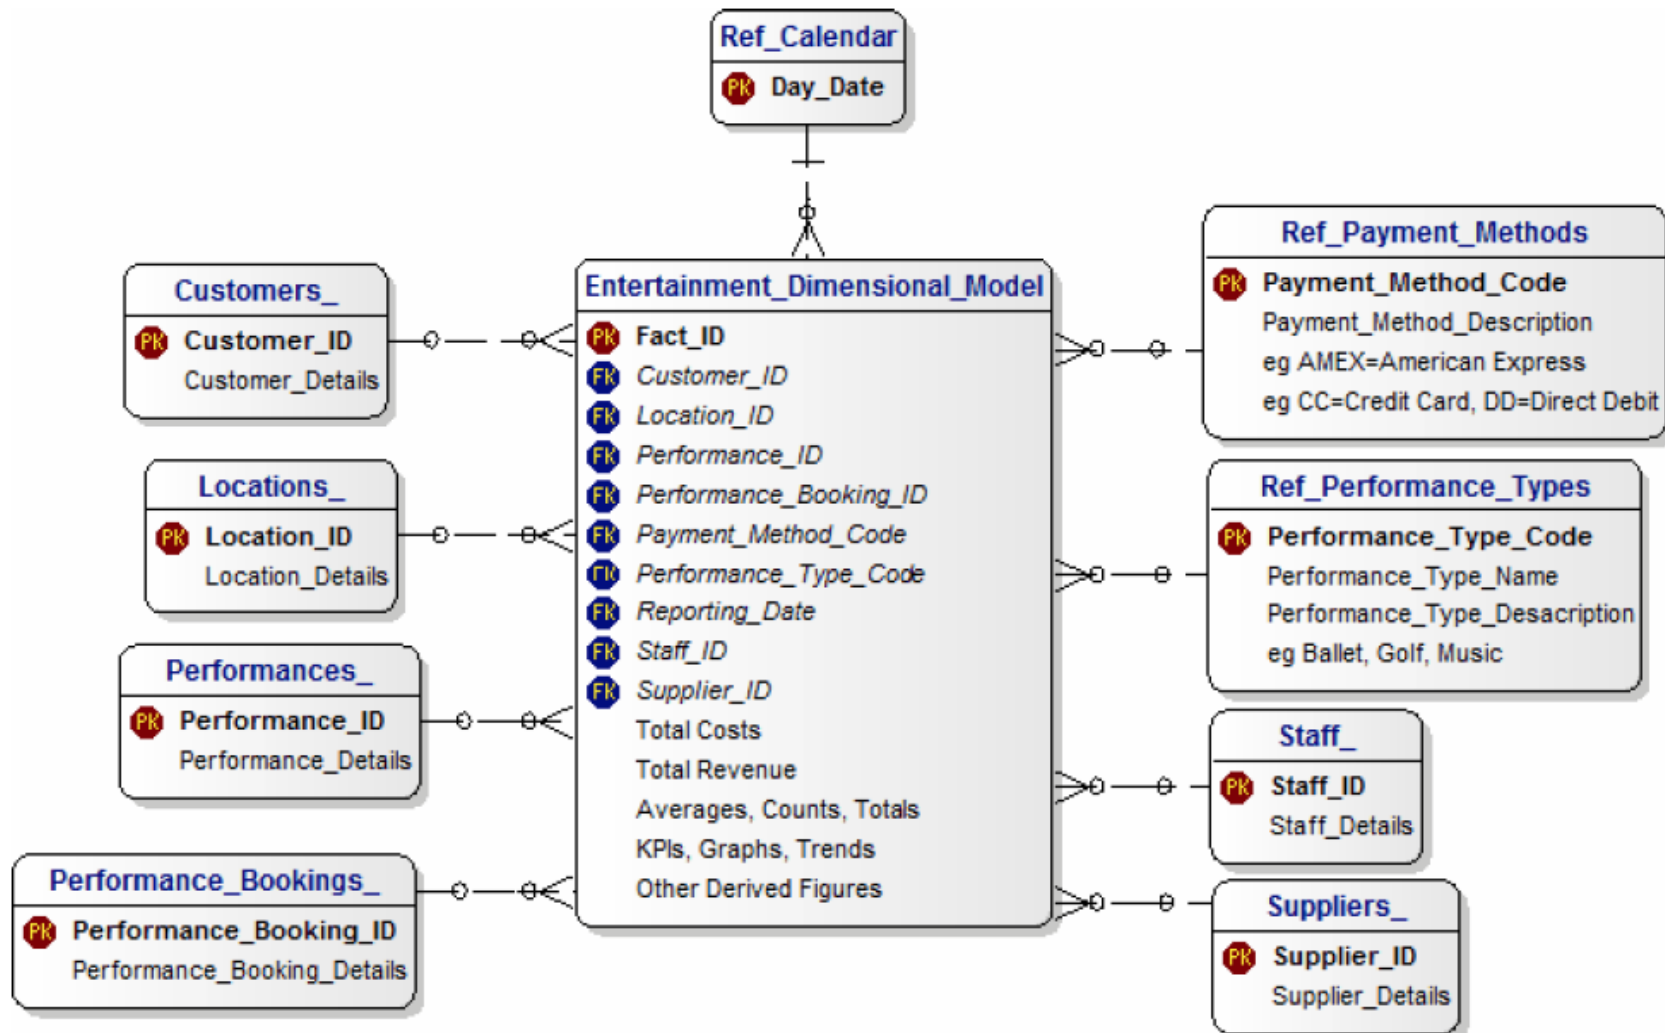 Ref_Calendar
PK Day_Date
Customers_
PK Customer_ID
Customer_Details
Locations_
PK Location_ID
Location_Details
Performances_
PK Performance_ID
Performance_Details
Performance_Bookings_
PK Performance_Booking_ID
Performance_Booking_Details
Entertainment_Dimensional_Model
PK Fact_ID
FK Customer_ID
FK Location_ID
FK Performance_ID
FK Performance_Booking_ID
FK Payment_Method_Code
FK Performance_Type_Code
FK Reporting_Date
FK Staff_ID
FK Supplier_ID
Total Costs
Total Revenue
Averages, Counts, Totals
KPIs, Graphs, Trends
Other Derived Figures
Ref_Payment_Methods
PK Payment_Method_Code
Payment_Method_Description
eg AMEX=American Express
eg CC=Credit Card, DD=Direct Debit
Ref_Performance_Types
PK Performance_Type_Code
Performance_Type_Name
Performance_Type_Desacription
eg Ballet, Golf, Music
Staff_
PK Staff_ID
Staff_Details
Suppliers_
PK Supplier_ID
Supplier_Details